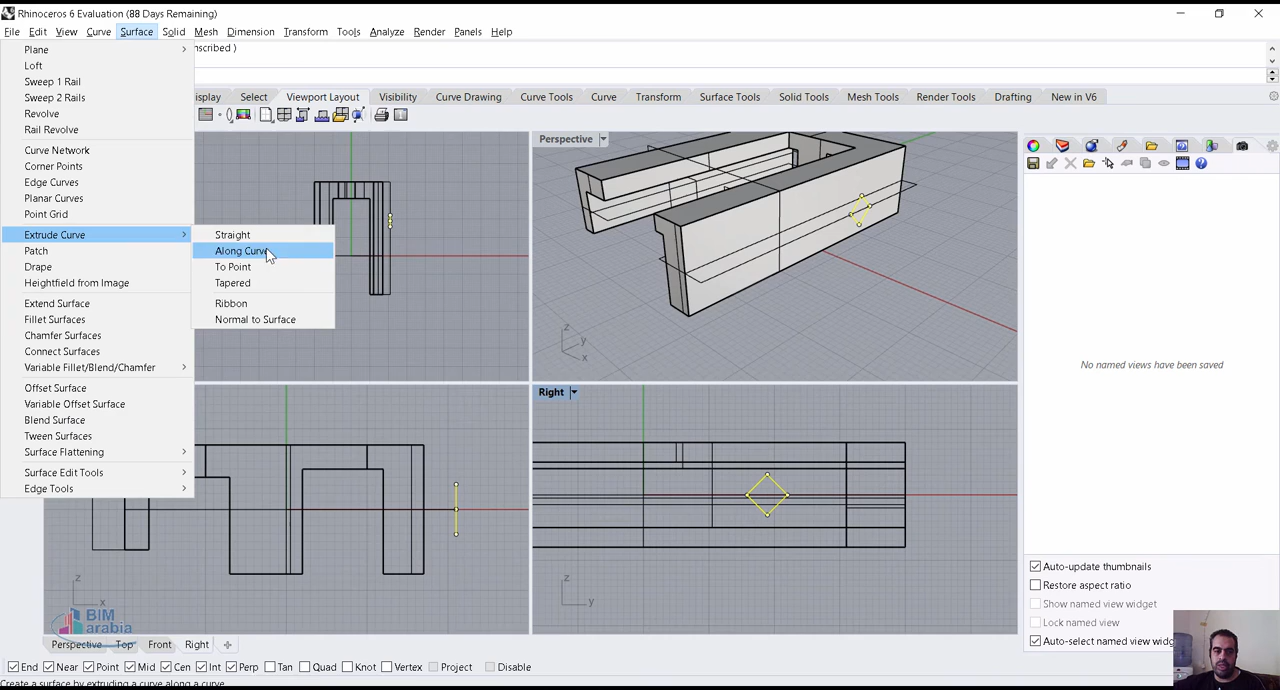 Rhinoceros 6 Evaluation (88 Days Remaining)
File Edit View Curve Surface Solid Mesh Dimension Transform Tools Analyze Render Panels Help
nscribed )
isplay Select Viewport Layout Visibility Curve Drawing Curve Tools Curve Transform Surface Tools Solid Tools Mesh Tools Render Tools Drafting New in V6
Plane
Loft
Sweep 1 Rail
Sweep 2 Rails
Revolve
Rail Revolve
Curve Network
Corner Points
Edge Curves
Planar Curves
Point Grid
Extrude Curve
Patch
Drape
Heightfield from Image
Extend Surface
Fillet Surfaces
Chamfer Surfaces
Connect Surfaces
Variable Fillet/Blend/Chamfer
Offset Surface
Variable Offset Surface
Blend Surface
Tween Surfaces
Surface Flattening
Surface Edit Tools
Edge Tools
Straight
Along Curve
To Point
Tapered
Ribbon
Normal to Surface
Perspective
z
y
x
Right
z
x
z
y
No named views have been saved
Auto-update thumbnails
Restore aspect ratio
Show named view widget
Lock named view
Auto-select named view widg
BIM
arabia
Perspective Top Front Right
End Near Point Mid Cen Int Perp Tan Quad Knot Vertex Project Disable
Create a surface by extruding a curve along a curve